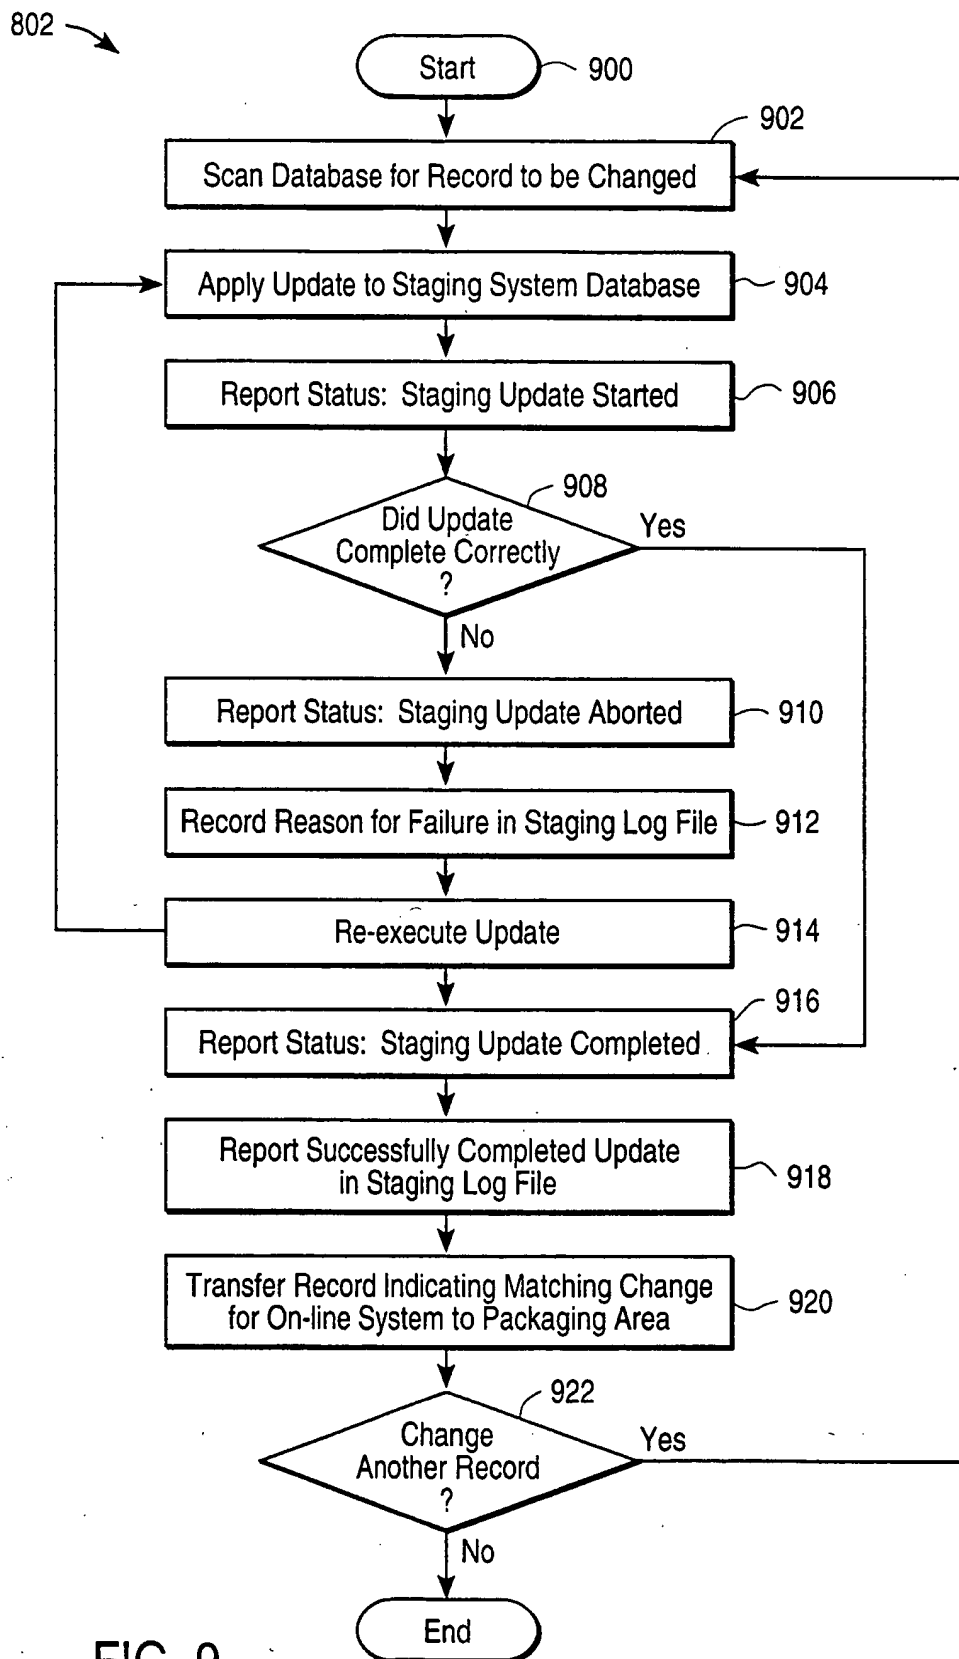 802
Start
900
902
Scan Database for Record to be Changed
Apply Update to Staging System Database
904
Report Status: Staging Update Started
906
908
Did Update
Complete Correctly
?
Yes
No
Report Status: Staging Update Aborted
910
Record Reason for Failure in Staging Log File
912
Re-execute Update
914
916
Report Status: Staging Update Completed
Report Successfully Completed Update
in Staging Log File
918
Transfer Record Indicating Matching Change
for On-line System to Packaging Area
920
922
Change
Another Record
?
Yes
No
End
FIG. 9